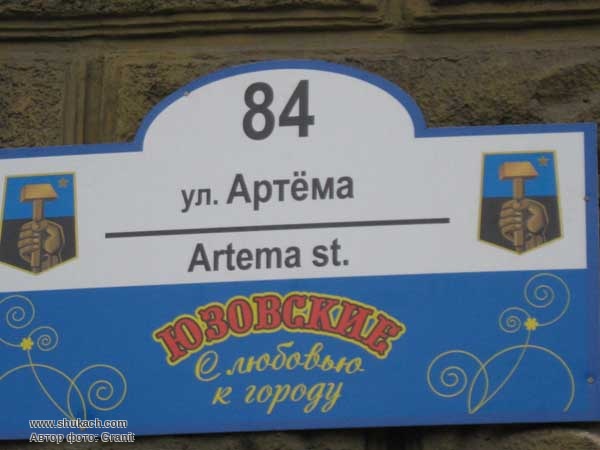 84
ул. Артёма
Artema st.
ЮЗОВСКИЕ
С любовью
к городу
www.shukach.com
Автор фото: Granit